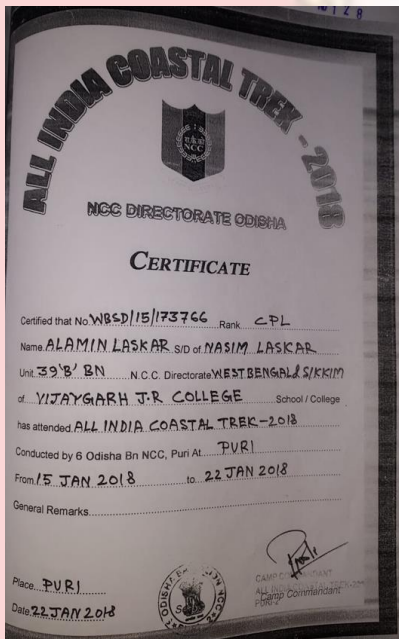 ALL INDIA COASTAL TREK - 2018
NCC
NCC DIRECTORATE ODISHA
CERTIFICATE
Certified that No. WBSD/15/173766 Rank CPL
Name ALAMIN LASKAR S/D of NASIM LASKAR
Unit 39 'B' BN N.C.C. Directorate WEST BENGAL & SIKKIM
of VIJAYGARH J.R COLLEGE School / College
has attended ALL INDIA COASTAL TREK-2018
Conducted by 6 Odisha Bn NCC, Puri At PURI
From 15 JAN 2018 to 22 JAN 2018
General Remarks
CAMP COMMANDANT
Place PURI
Camp Commandant
Date 22 JAN 2018